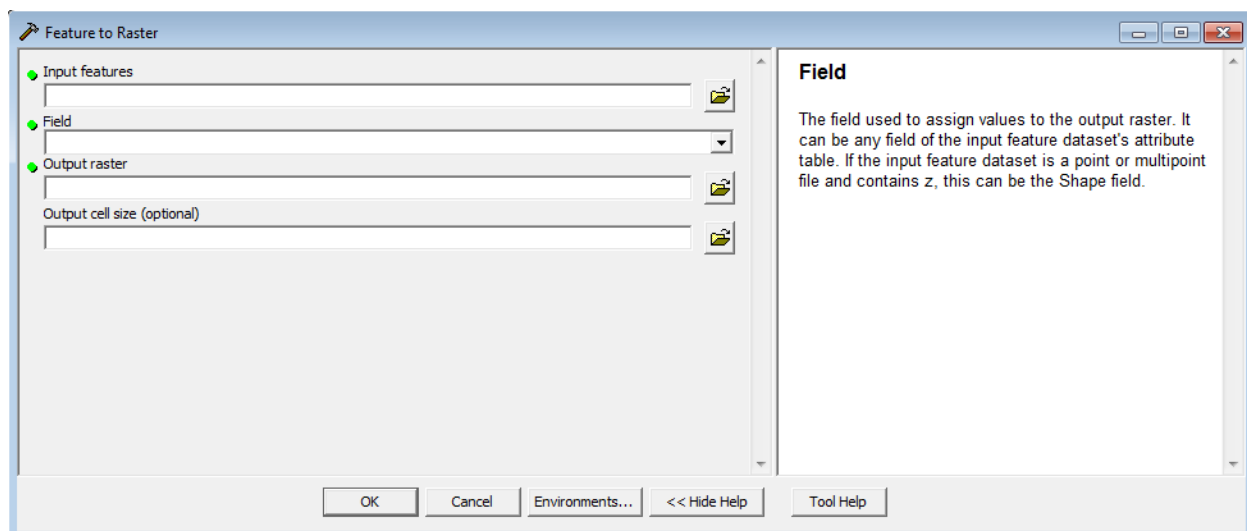 Feature to Raster
Input features
Field
Output raster
Output cell size (optional)
Field
The field used to assign values to the output raster. It
can be any field of the input feature dataset's attribute
table. If the input feature dataset is a point or multipoint
file and contains z, this can be the Shape field.
OK
Cancel
Environments...
<< Hide Help
Tool Help